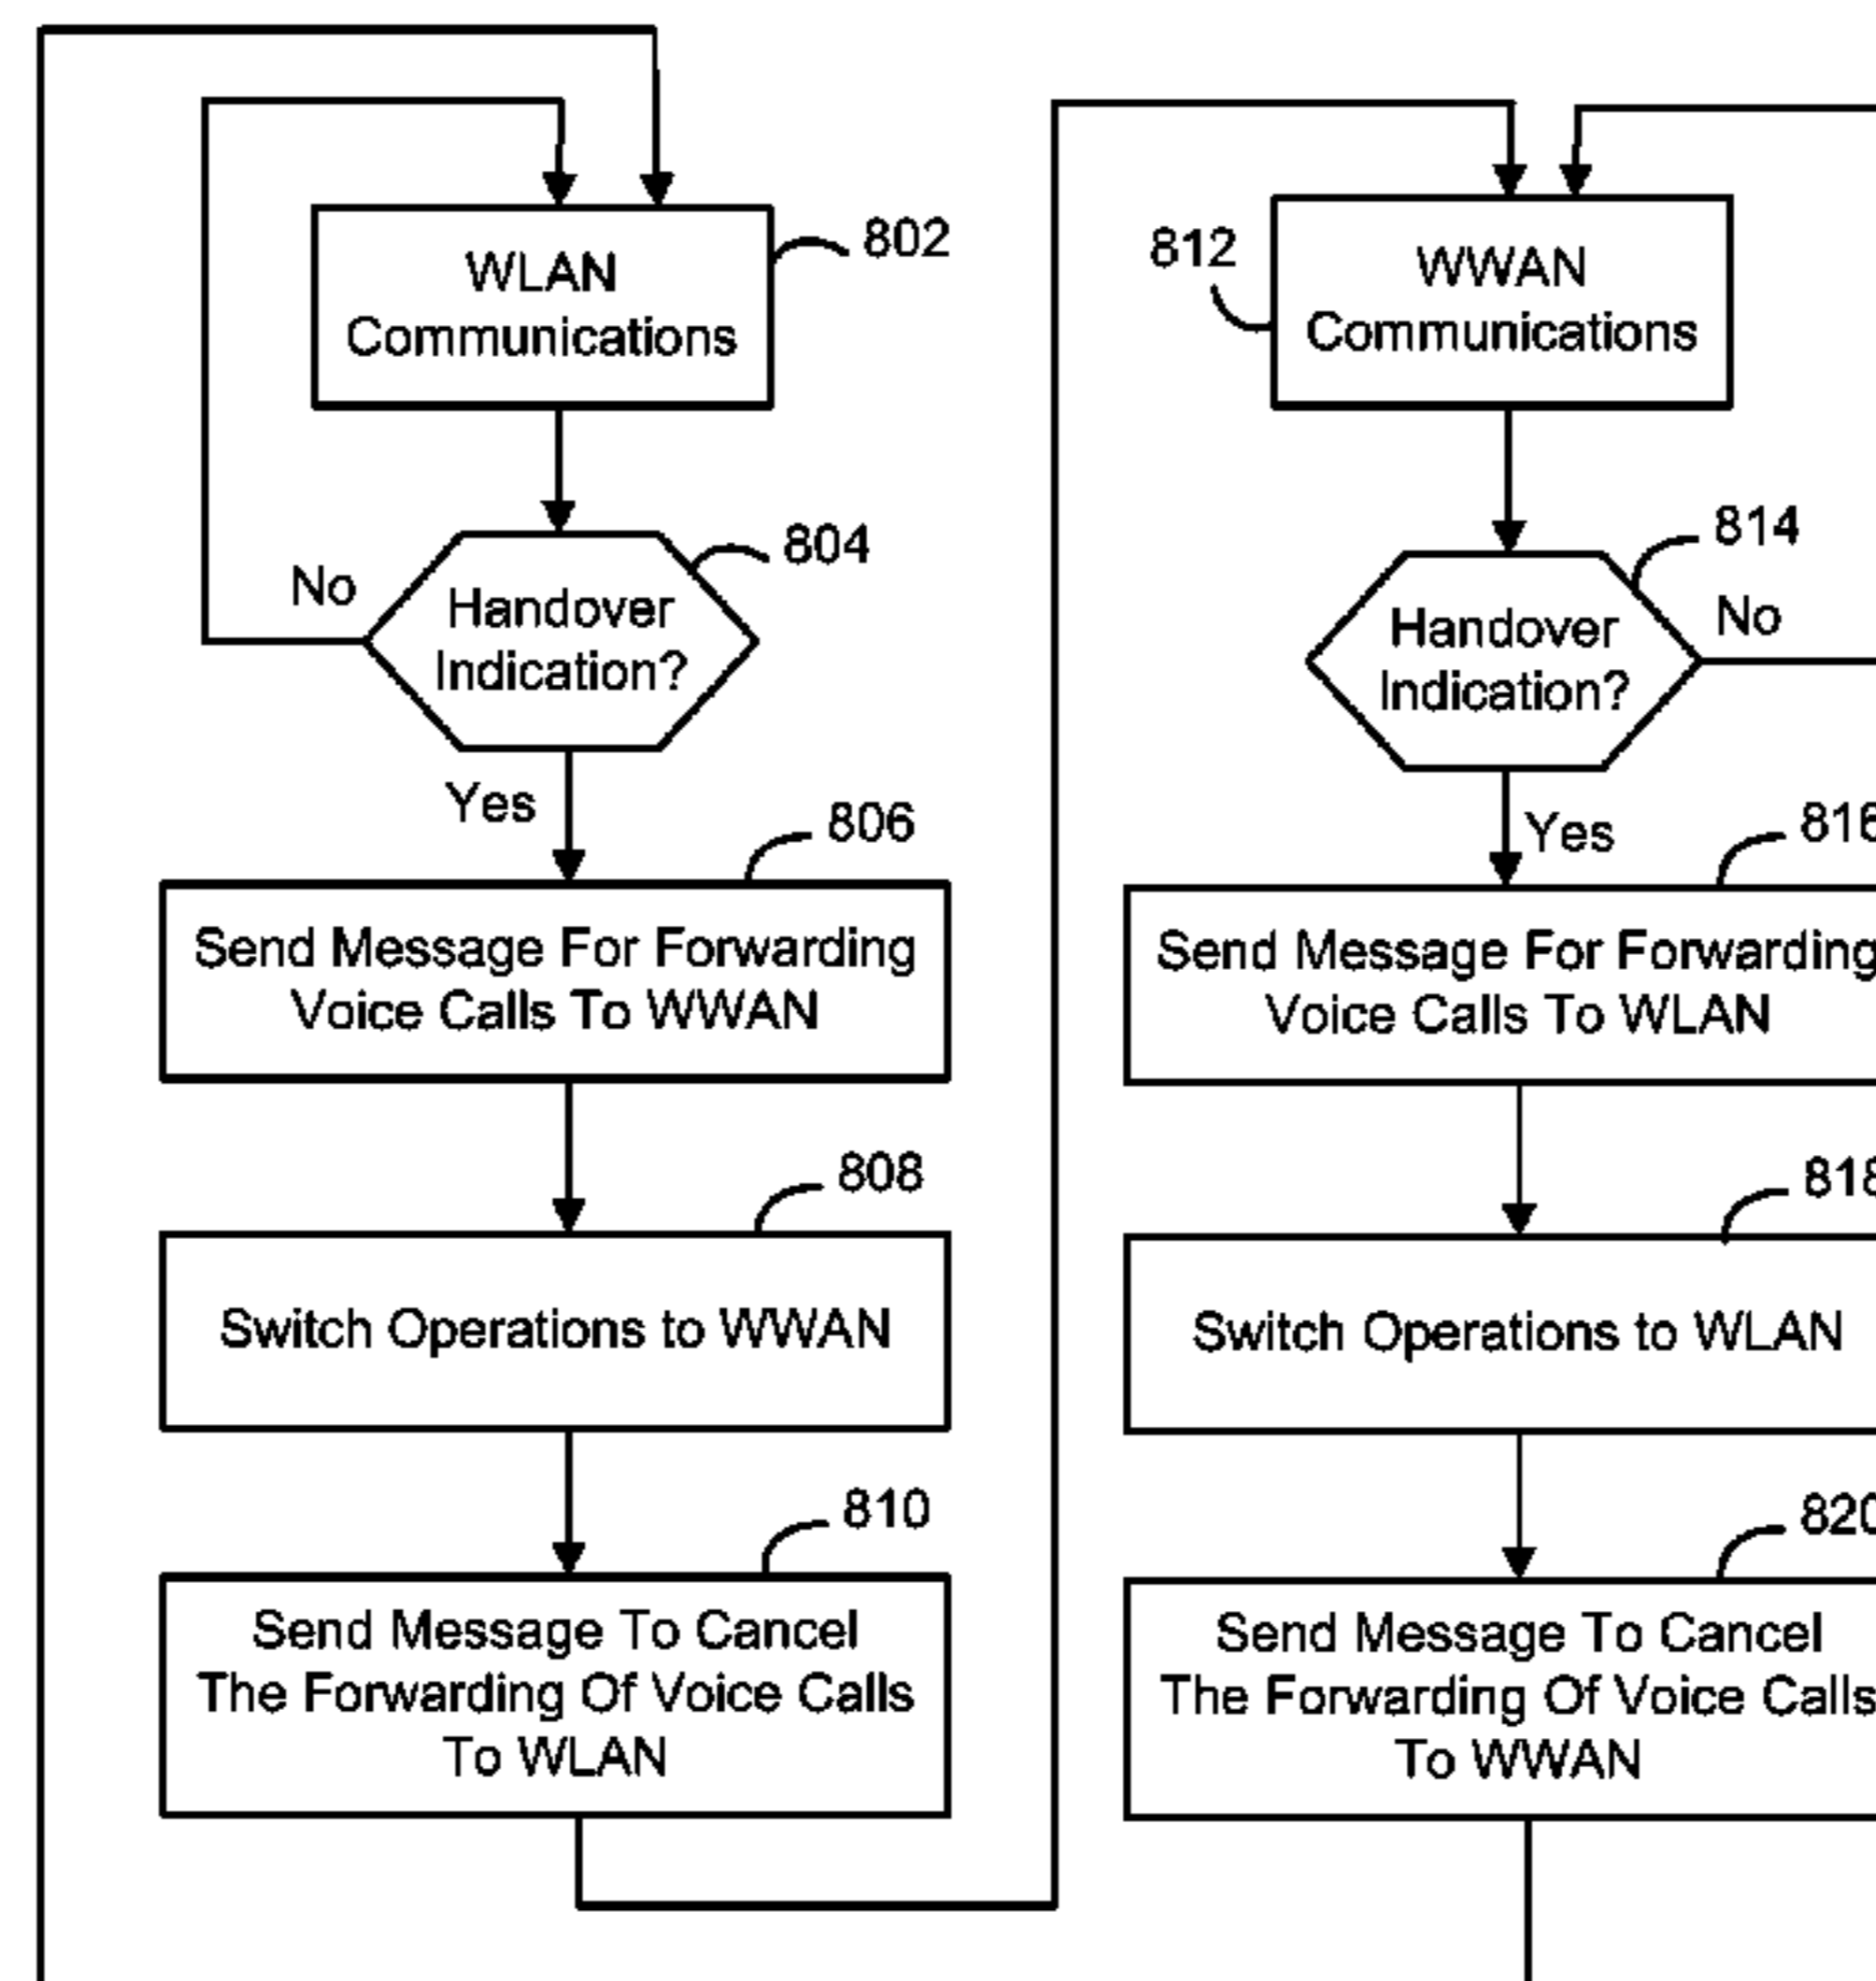 WLAN
Communications
802
Handover
Indication?
804
No
Yes
806
Send Message For Forwarding
Voice Calls To WWAN
808
Switch Operations to WWAN
810
Send Message To Cancel
The Forwarding Of Voice Calls
To WLAN
812
WWAN
Communications
814
Handover
Indication?
No
Yes
816
Send Message For Forwarding
Voice Calls To WLAN
818
Switch Operations to WLAN
820
Send Message To Cancel
The Forwarding Of Voice Calls
To WWAN